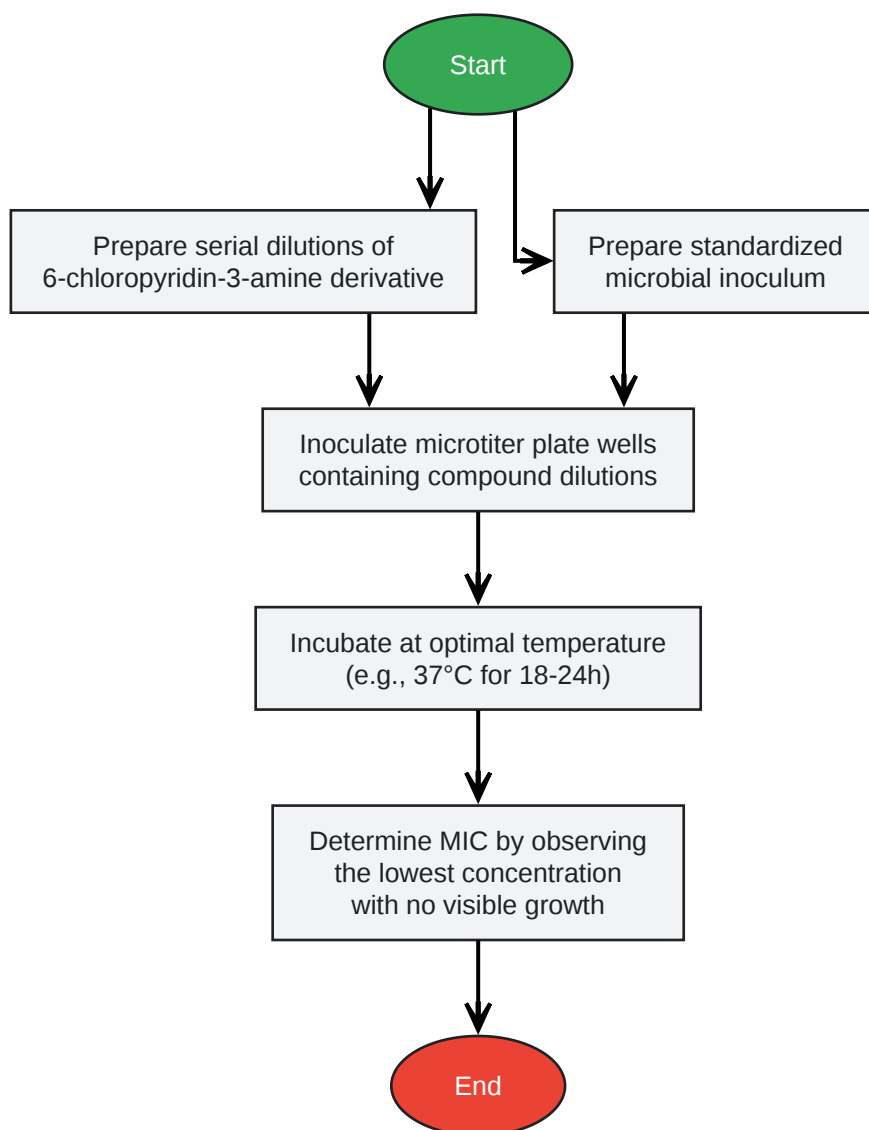 Start
Prepare serial dilutions of
6-chloropyridin-3-amine derivative
Prepare standardized
microbial inoculum
Inoculate microtiter plate wells
containing compound dilutions
Incubate at optimal temperature
(e.g., 37°C for 18-24h)
Determine MIC by observing
the lowest concentration
with no visible growth
End